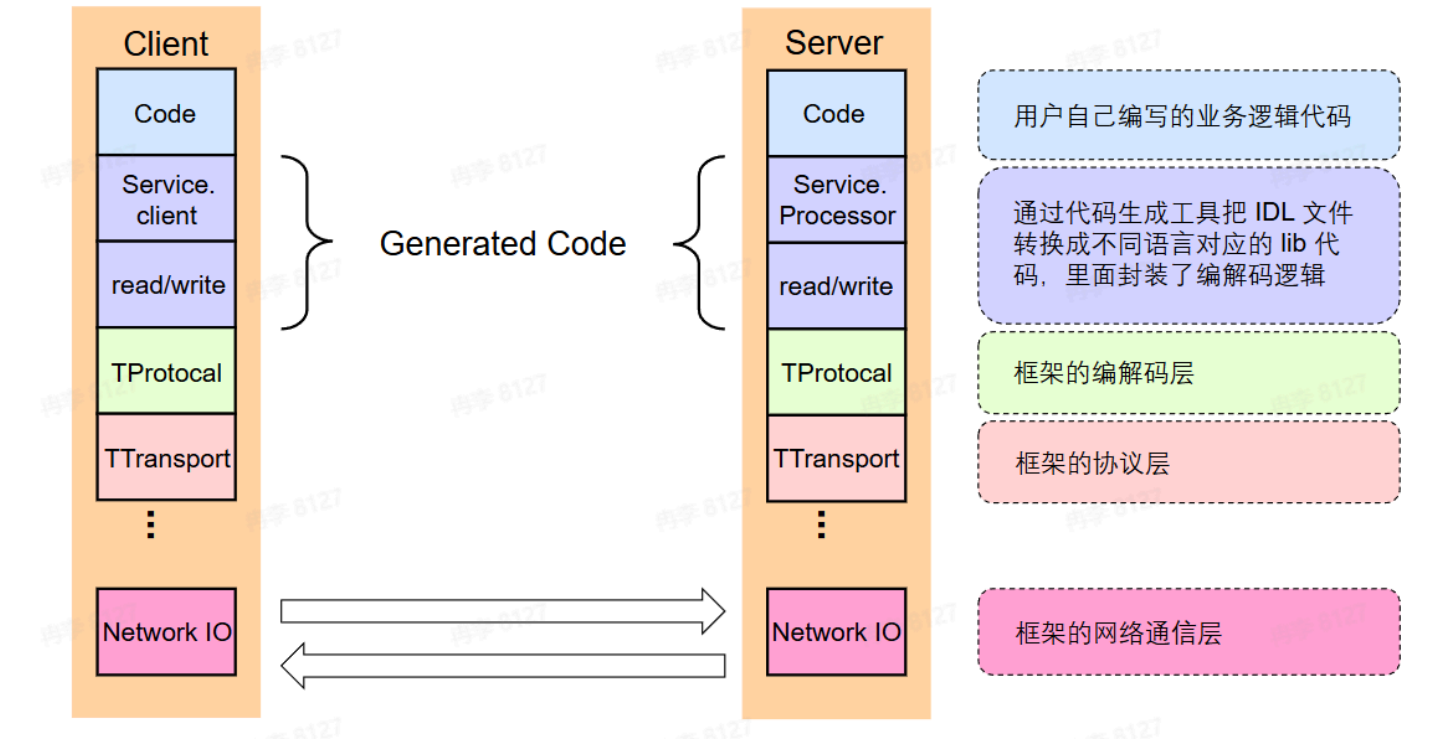 Client
Code
Service.
client
read/write
TProtocal
TTransport
Network IO
Generated Code
Server
Code
Service.
Processor
read/write
TProtocal
TTransport
Network IO
用户自己编写的业务逻辑代码
通过代码生成工具把 IDL 文件
转换成不同语言对应的 lib 代
码，里面封装了编解码逻辑
框架的编解码层
框架的协议层
框架的网络通信层
冉李 8127